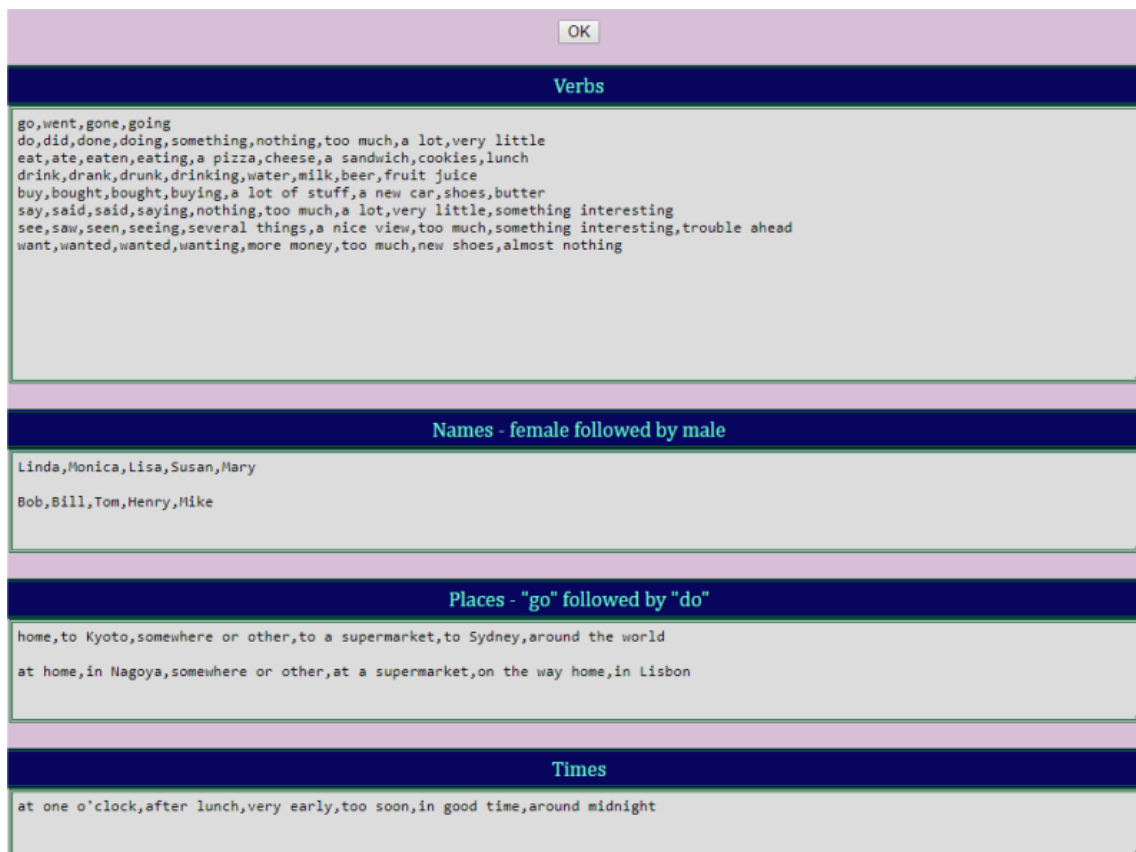 OK
Verbs
go,went,gone,going
do,did,done,doing,something,nothing,too much,a lot,very little
eat,ate,eaten,eating,a pizza,cheese,a sandwich,cookies,lunch
drink,drank,drunk,drinking,water,milk,beer,fruit juice
buy,bought,bought,buying,a lot of stuff,a new car,shoes,butter
say,said,said,saying,nothing,too much,a lot,very little,something interesting
see,saw,seen,seeing,several things,a nice view,too much,something interesting,trouble ahead
want,wanted,wanted,wanting,more money,too much,new shoes,almost nothing
Names - female followed by male
Linda,Monica,Lisa,Susan,Mary
Bob,Bill,Tom,Henry,Mike
Places - "go" followed by "do"
home,to Kyoto,somewhere or other,to a supermarket,to Sydney,around the world
at home,in Nagoya,somewhere or other,at a supermarket,on the way home,in Lisbon
Times
at one o'clock,after lunch,very early,too soon,in good time,around midnight